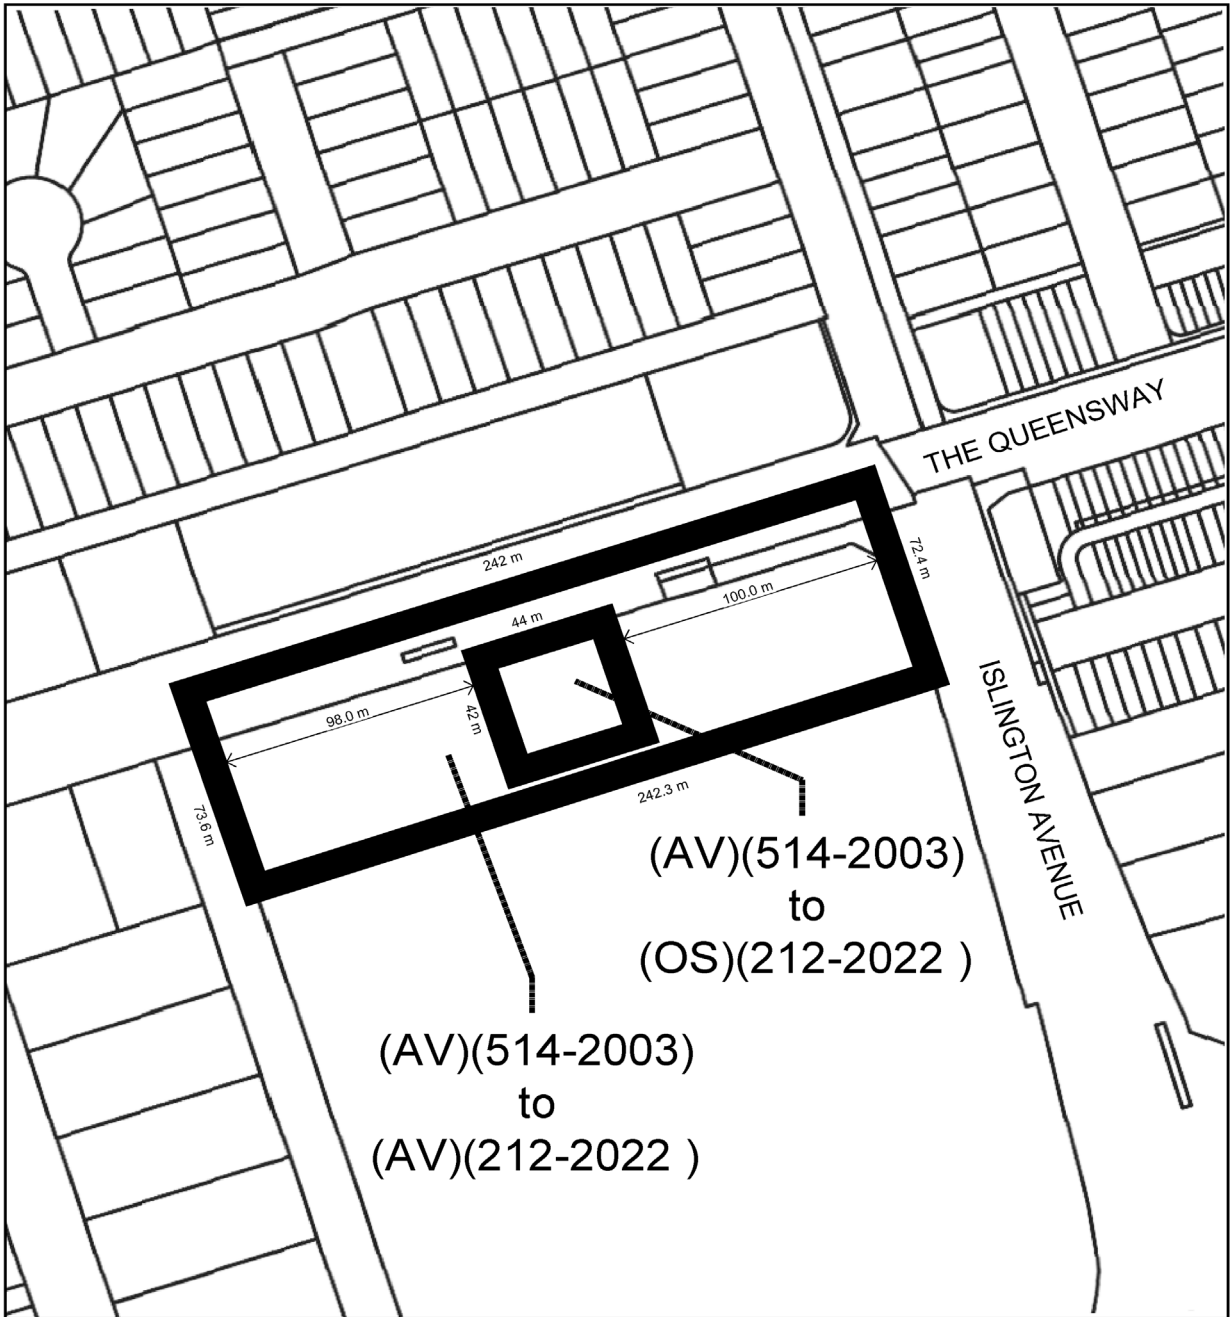 THE QUEENSWAY
242 m
72.4 m
44 m
100.0 m
98.0 m
42 m
73.6 m
242.3 m
ISLINGTON AVENUE
(AV)(514-2003)
to
(OS)(212-2022 )
(AV)(514-2003)
to
(AV)(212-2022 )